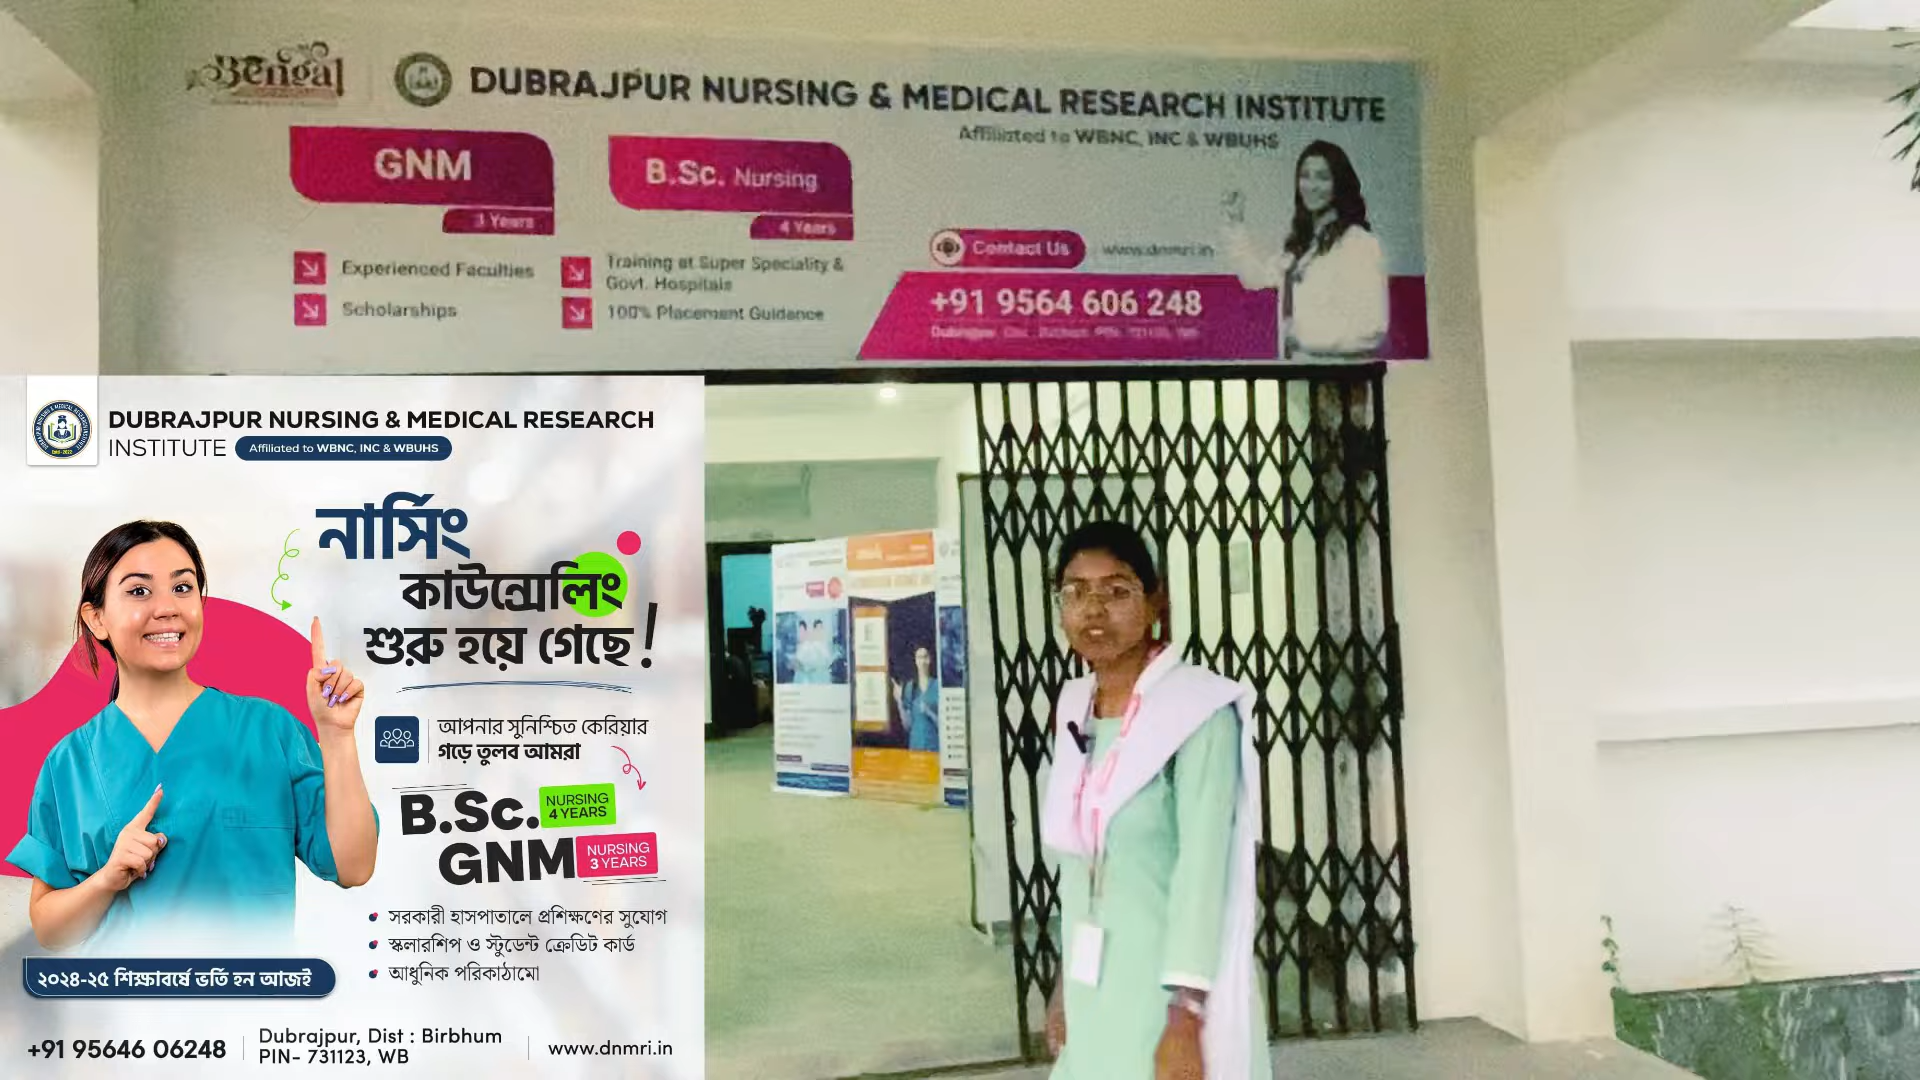 Bengal
DUBRAJPUR NURSING & MEDICAL RESEARCH INSTITUTE
Affiliated to WBNC, INC & WBUHS
GNM
3 Years
B.Sc. Nursing
4 Years
Experienced Faculties
Scholarships
Training at Super Speciality &
Govt. Hospitals
100% Placement Guidance
Contact Us
www.dnmri.in
+91 9564 606 248
DUBRAJPUR NURSING & MEDICAL RESEARCH
INSTITUTE
Affiliated to WBNC, INC & WBUHS
নার্সিং
কাউন্সেলিং
শুরু হয়ে গেছে!
আপনার সুনিশ্চিত কেরিয়ার
গড়ে তুলব আমরা
B.Sc. NURSING
4 YEARS
GNM NURSING
3 YEARS
সরকারী হাসপাতালে প্রশিক্ষণের সুযোগ
স্কলারশিপ ও স্টুডেন্ট ক্রেডিট কার্ড
আধুনিক পরিকাঠামো
২০২৪-২৫ শিক্ষাবর্ষে ভর্তি হন আজই
+91 95646 06248
Dubrajpur, Dist : Birbhum
PIN- 731123, WB
www.dnmri.in